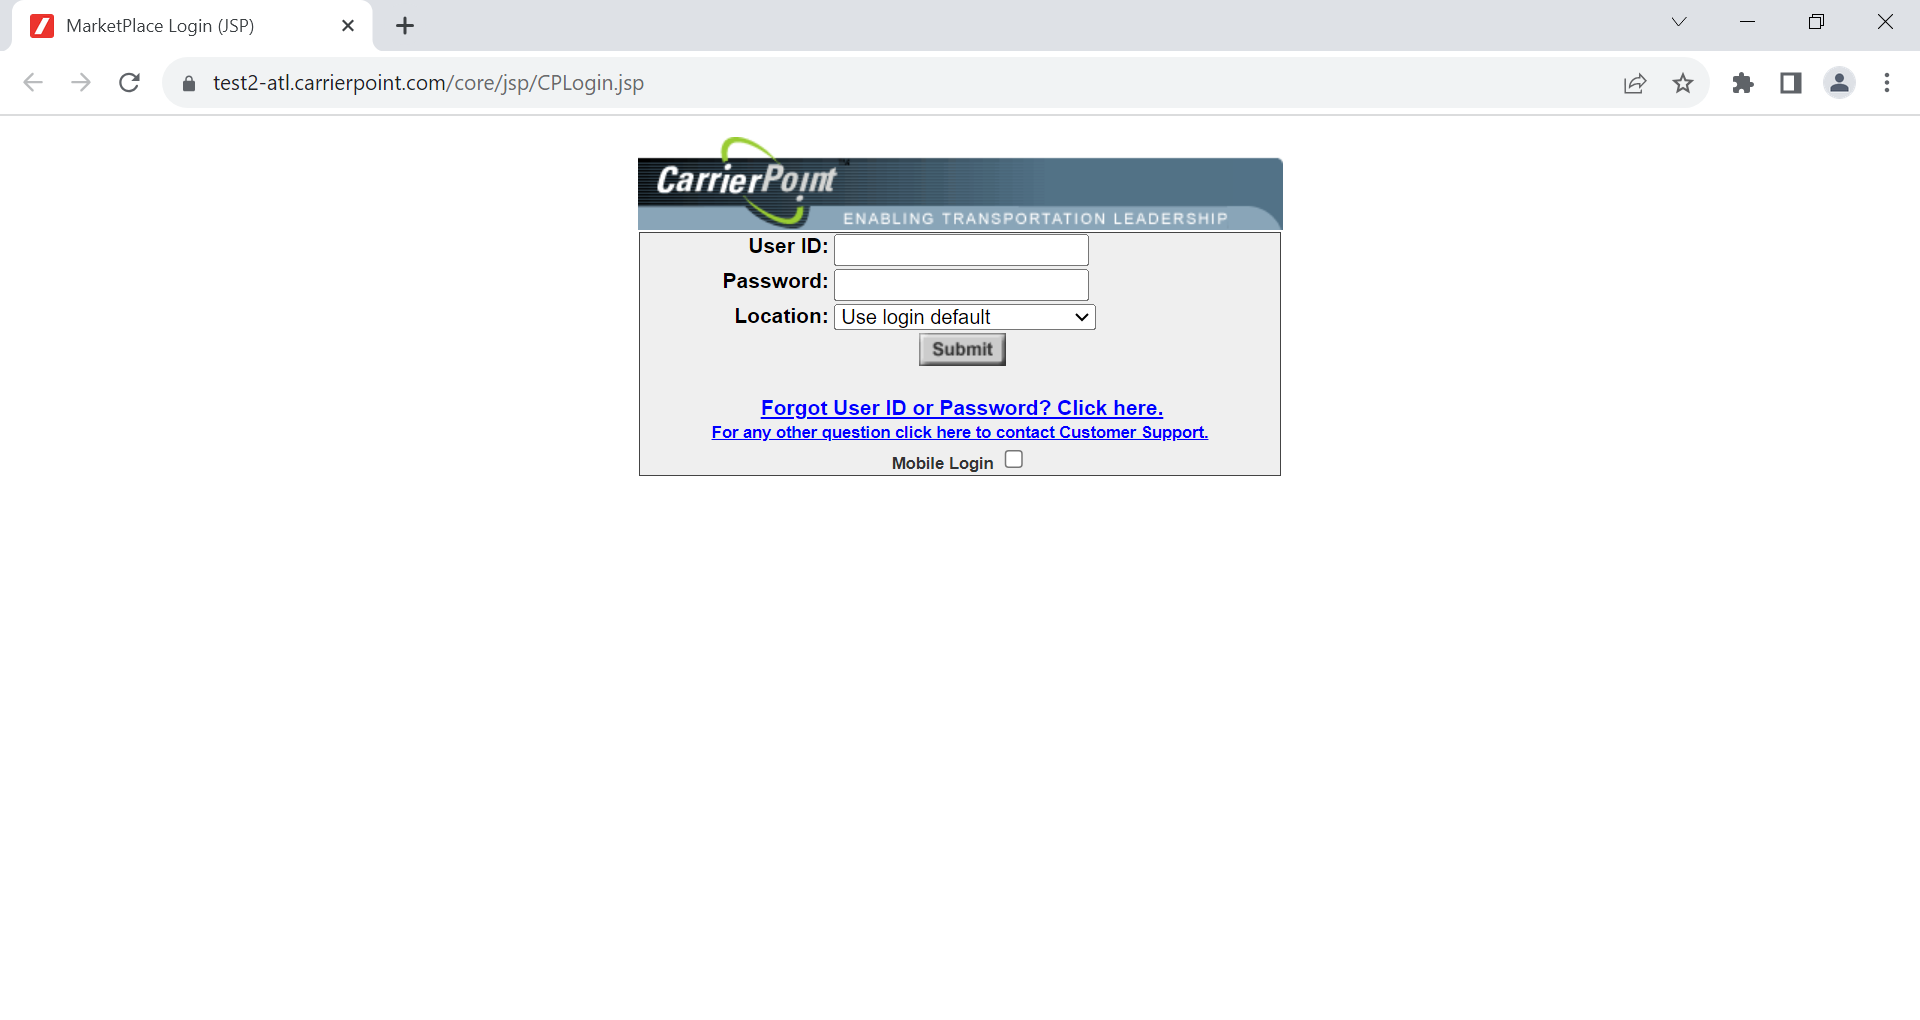 MarketPlace Login (JSP)
test2-atl.carrierpoint.com/core/jsp/CPLogin.jsp
CarrierPoint™
ENABLING TRANSPORTATION LEADERSHIP
User ID:
Password:
Location: Use login default
Submit
Forgot User ID or Password? Click here.
For any other question click here to contact Customer Support.
Mobile Login